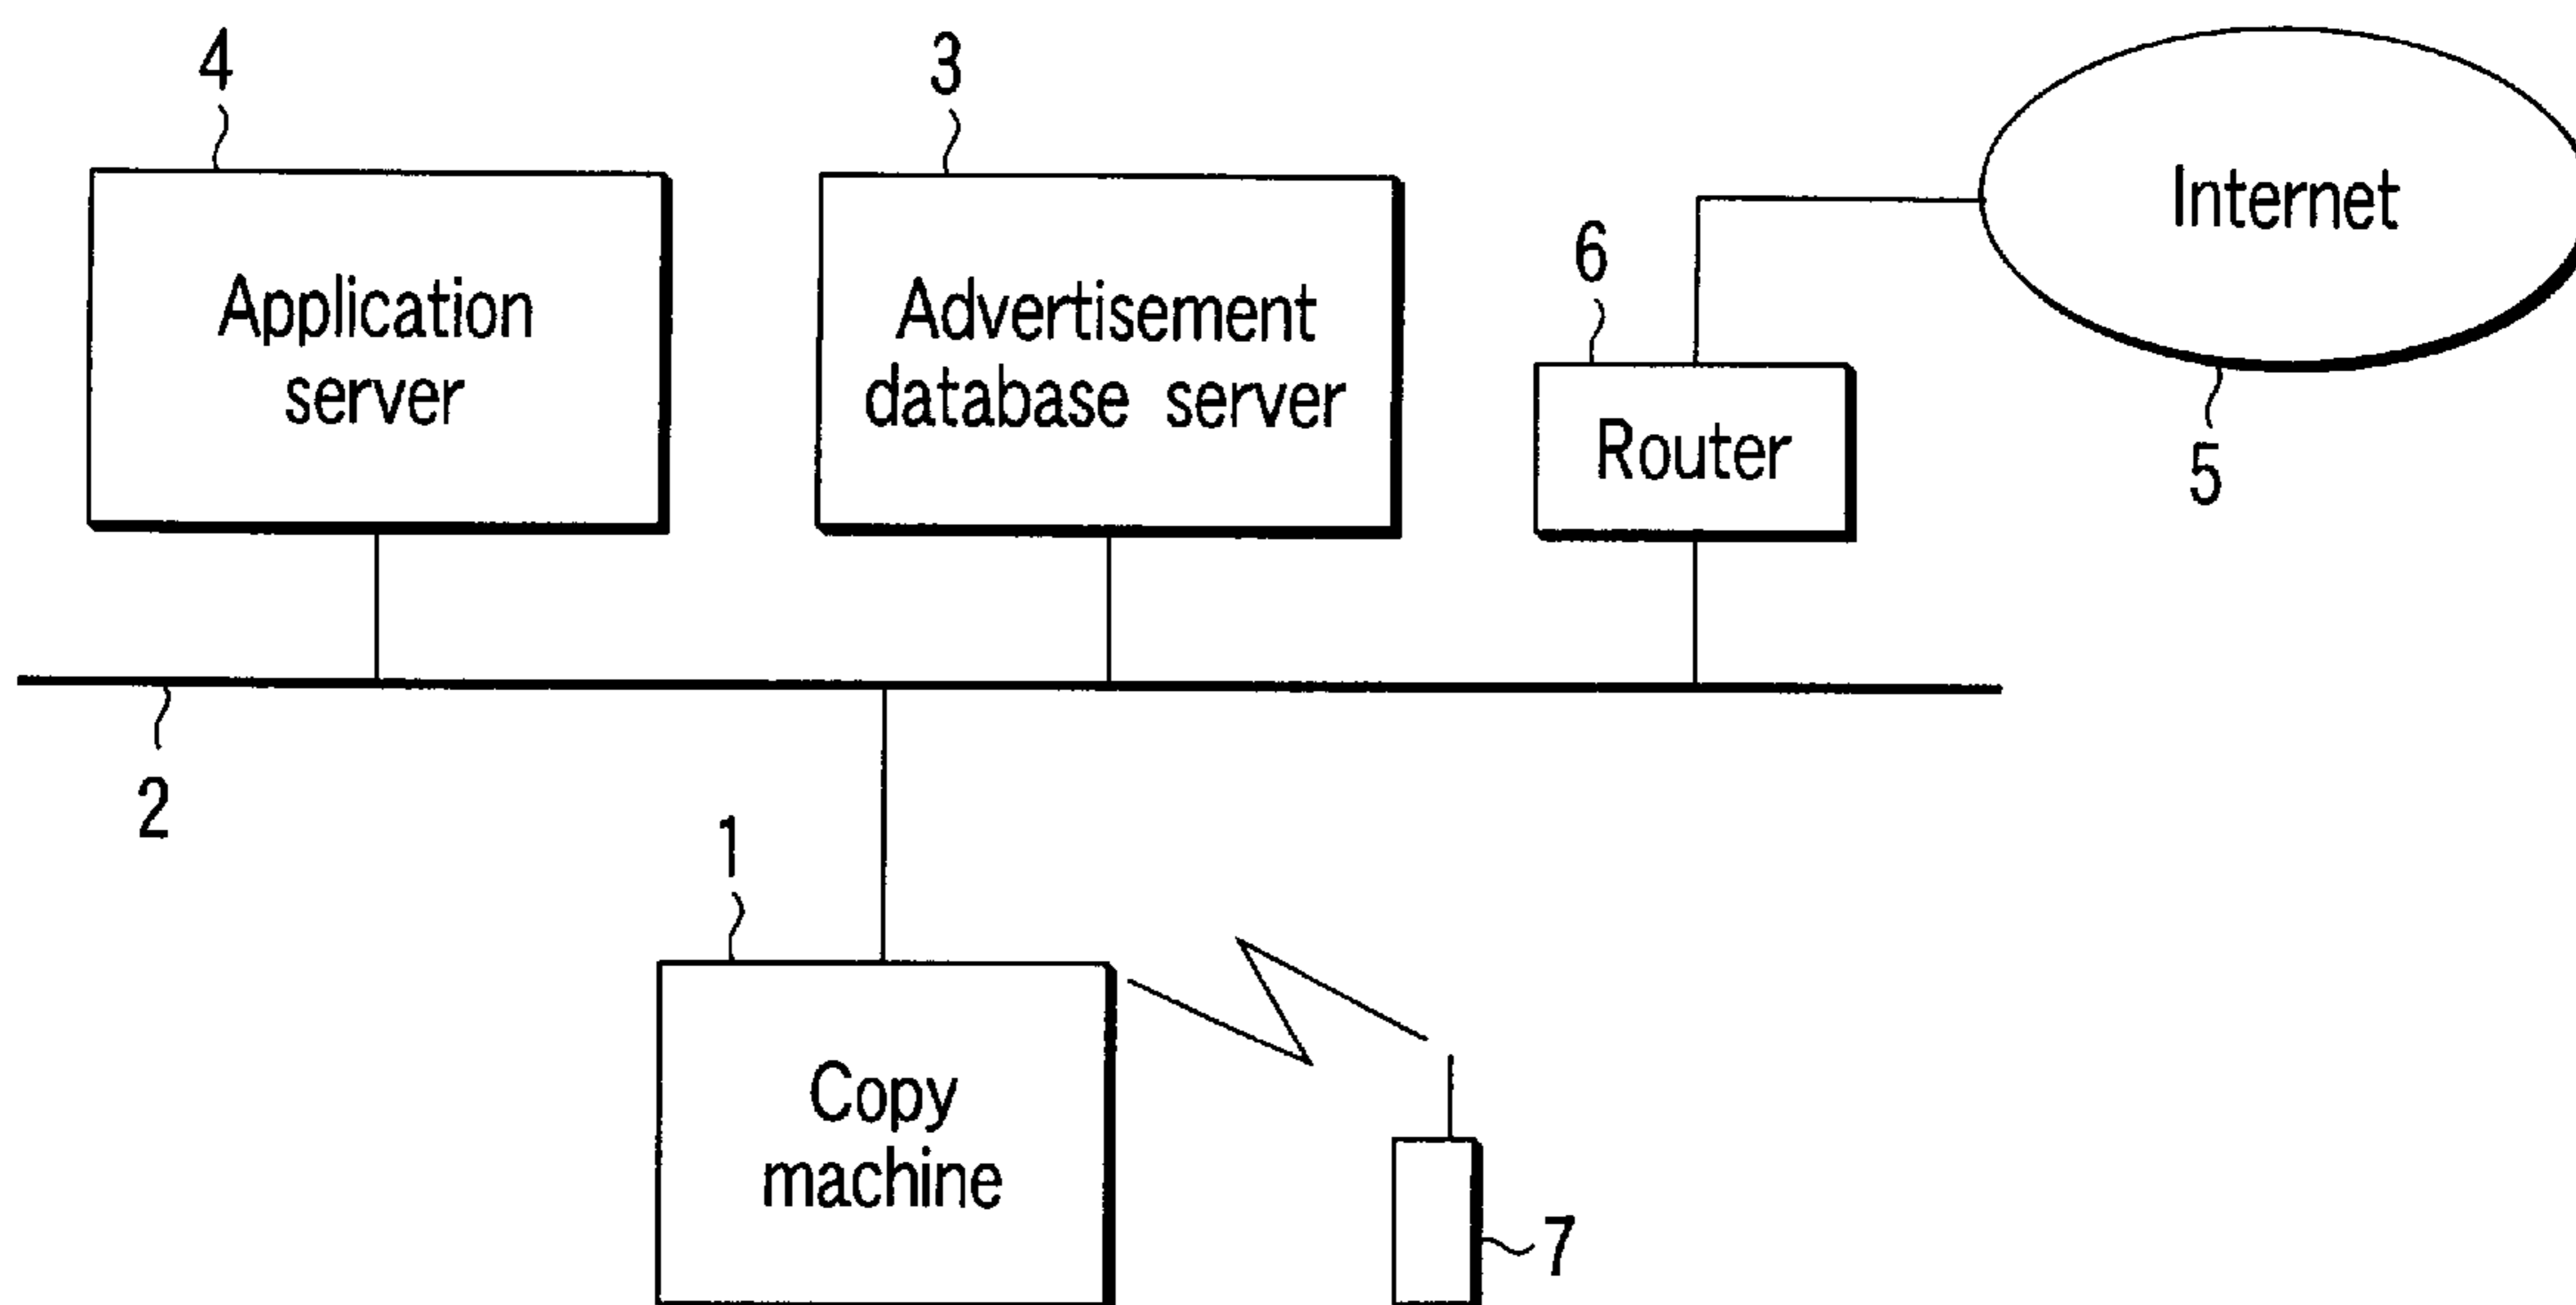 4
3
Internet
6
Application
server
Advertisement
database server
Router
5
2
1
Copy
machine
7